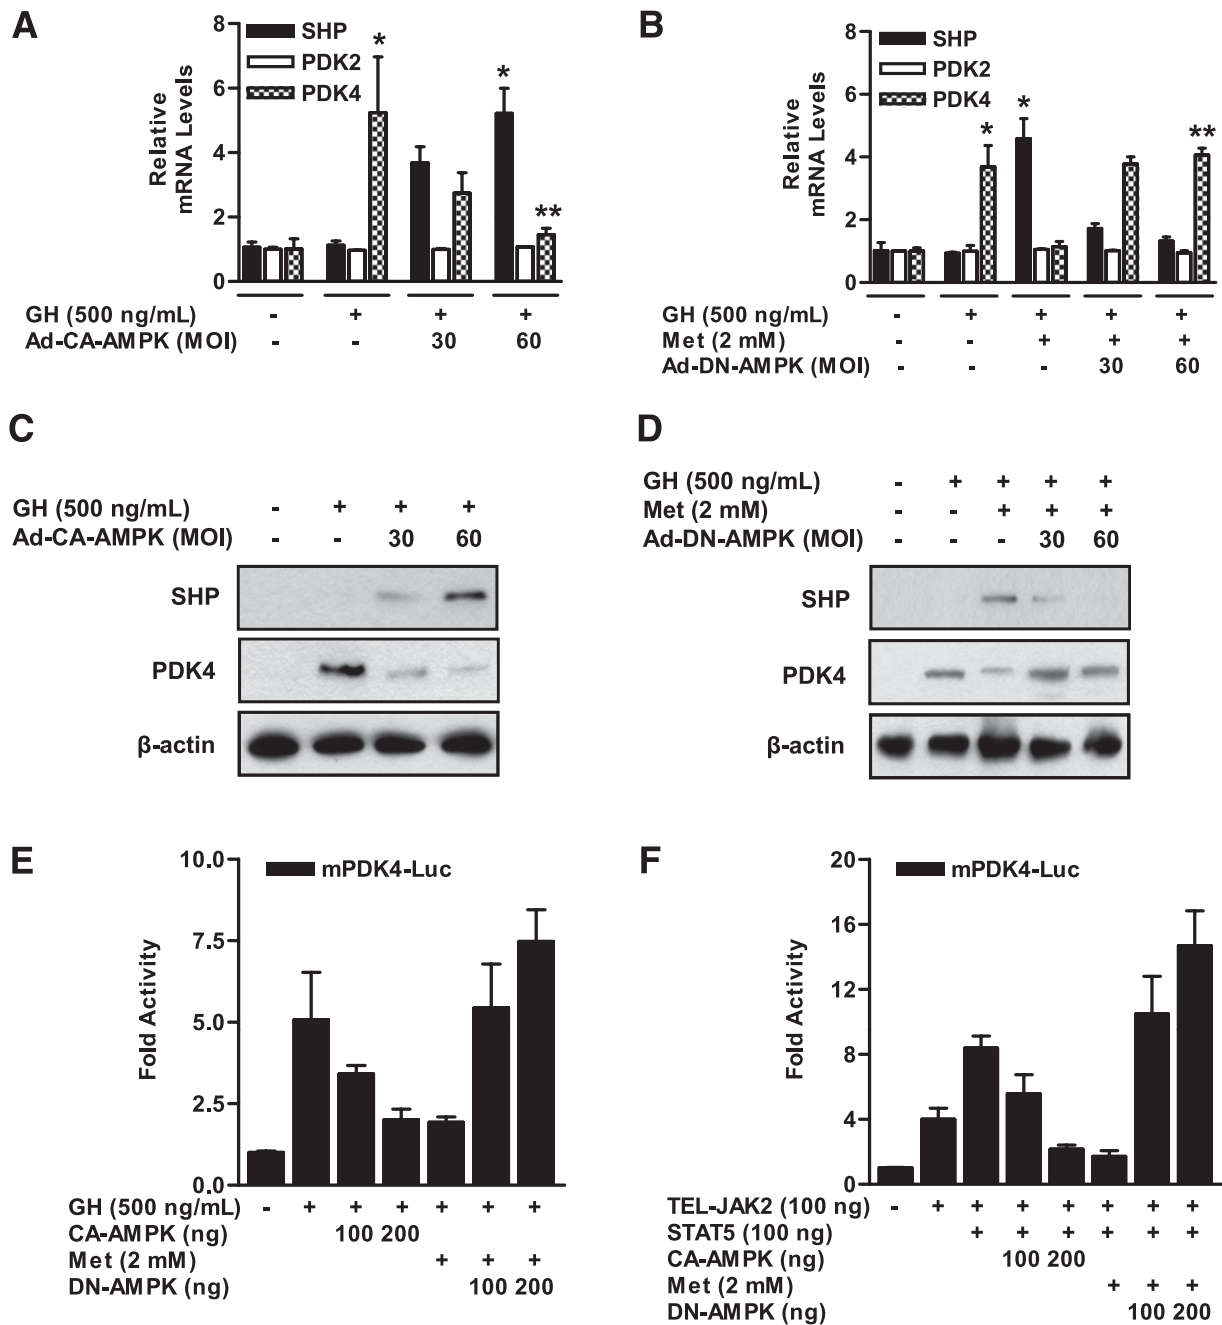 A
8
6
4
2
0
Relative
mRNA Levels
SHP
PDK2
PDK4
*
*
**
GH (500 ng/mL) - + + +
Ad-CA-AMPK (MOI) - - 30 60
B
8
6
4
2
0
Relative
mRNA Levels
SHP
PDK2
PDK4
*
*
**
GH (500 ng/mL) - + + + +
Met (2 mM) - - + + +
Ad-DN-AMPK (MOI) - - - 30 60
C
GH (500 ng/mL) - + + +
Ad-CA-AMPK (MOI) - - 30 60
SHP
PDK4
β-actin
D
GH (500 ng/mL) - + + + +
Met (2 mM) - - + + +
Ad-DN-AMPK (MOI) - - - 30 60
SHP
PDK4
β-actin
E
10.0
7.5
5.0
2.5
0.0
Fold Activity
mPDK4-Luc
GH (500 ng/mL) - + + + + + +
CA-AMPK (ng) 100 200
Met (2 mM) + + +
DN-AMPK (ng) 100 200
F
20
16
12
8
4
0
Fold Activity
mPDK4-Luc
TEL-JAK2 (100 ng) - + + + + + + +
STAT5 (100 ng) + + + + + +
CA-AMPK (ng) 100 200
Met (2 mM) + + +
DN-AMPK (ng) 100 200